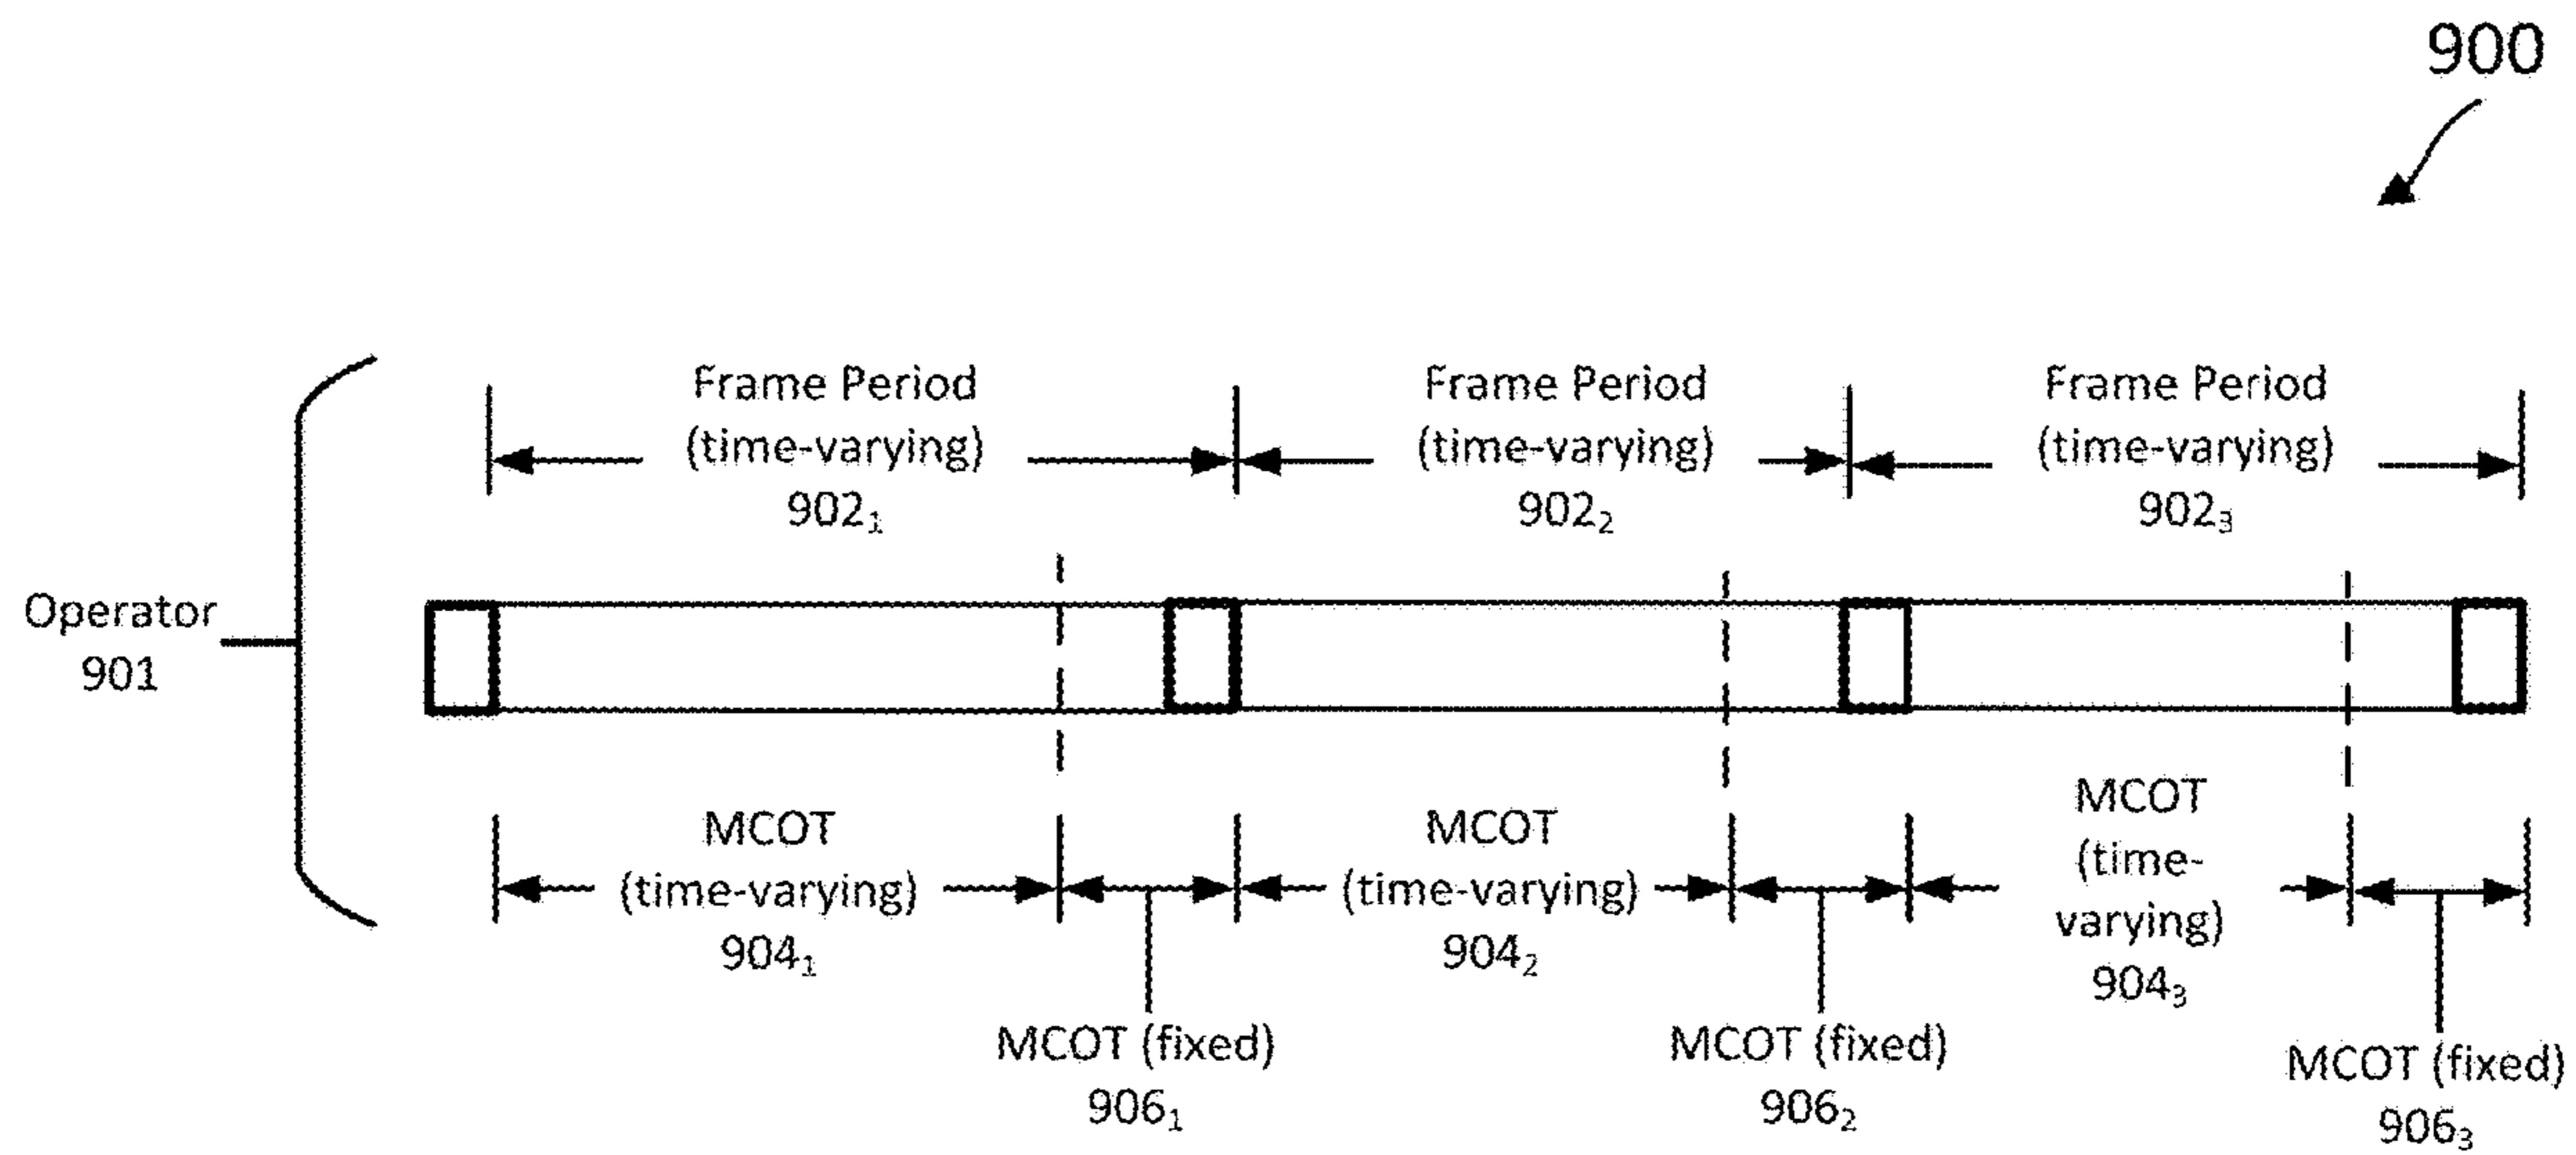 900
Frame Period
(time-varying)
902₁
Frame Period
(time-varying)
902₂
Frame Period
(time-varying)
902₃
Operator
901
MCOT
(time-varying)
904₁
MCOT
(time-varying)
904₂
MCOT
(time-
varying)
904₃
MCOT (fixed)
906₁
MCOT (fixed)
906₂
MCOT (fixed)
906₃